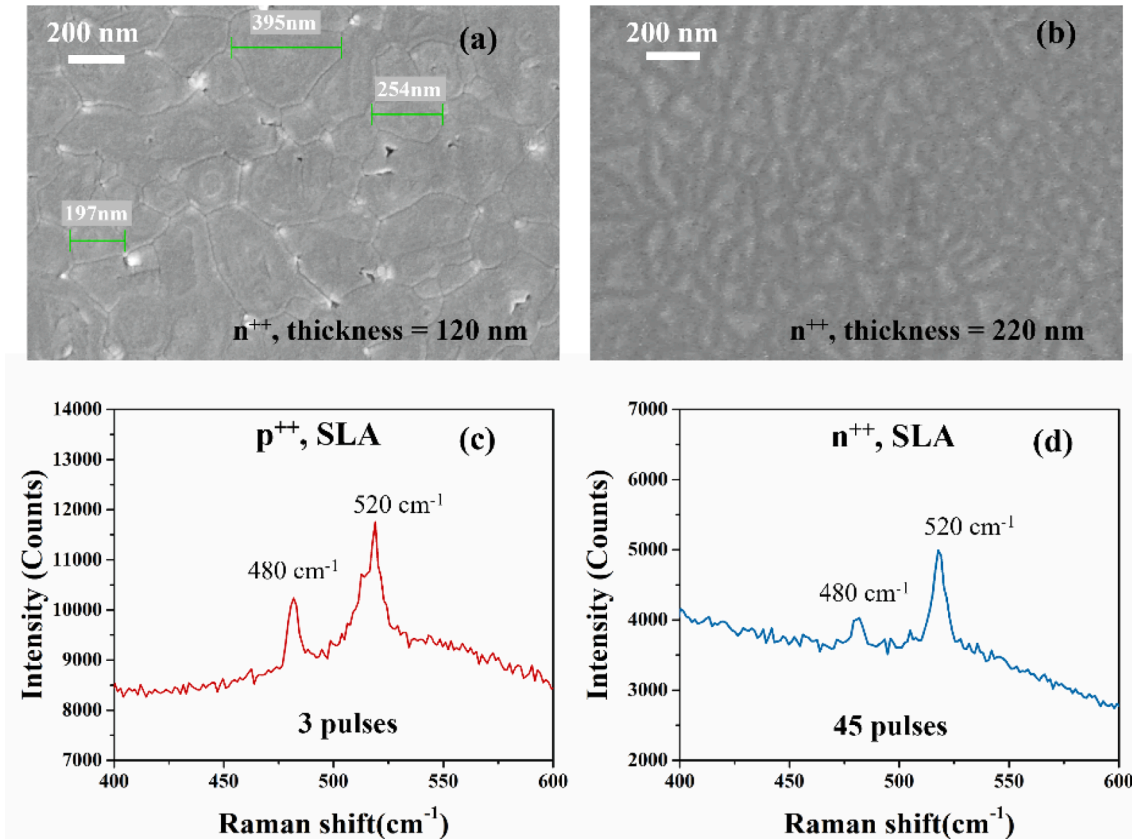 200 nm
395nm
(a)
254nm
197nm
n⁺⁺, thickness = 120 nm
200 nm
(b)
n⁺⁺, thickness = 220 nm
14000
13000
12000
11000
10000
9000
8000
7000
Intensity (Counts)
p⁺⁺, SLA
(c)
520 cm⁻¹
480 cm⁻¹
3 pulses
400
450
500
550
600
Raman shift(cm⁻¹)
7000
6000
5000
4000
3000
2000
Intensity (Counts)
n⁺⁺, SLA
(d)
520 cm⁻¹
480 cm⁻¹
45 pulses
400
450
500
550
600
Raman shift(cm⁻¹)